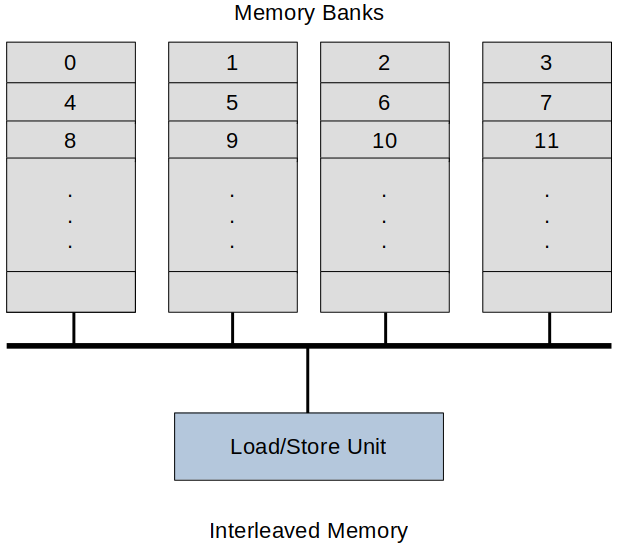 Memory Banks
0 1 2 3
4 5 6 7
8 9 10 11
. . . .
. . . .
. . . .
Load/Store Unit
Interleaved Memory